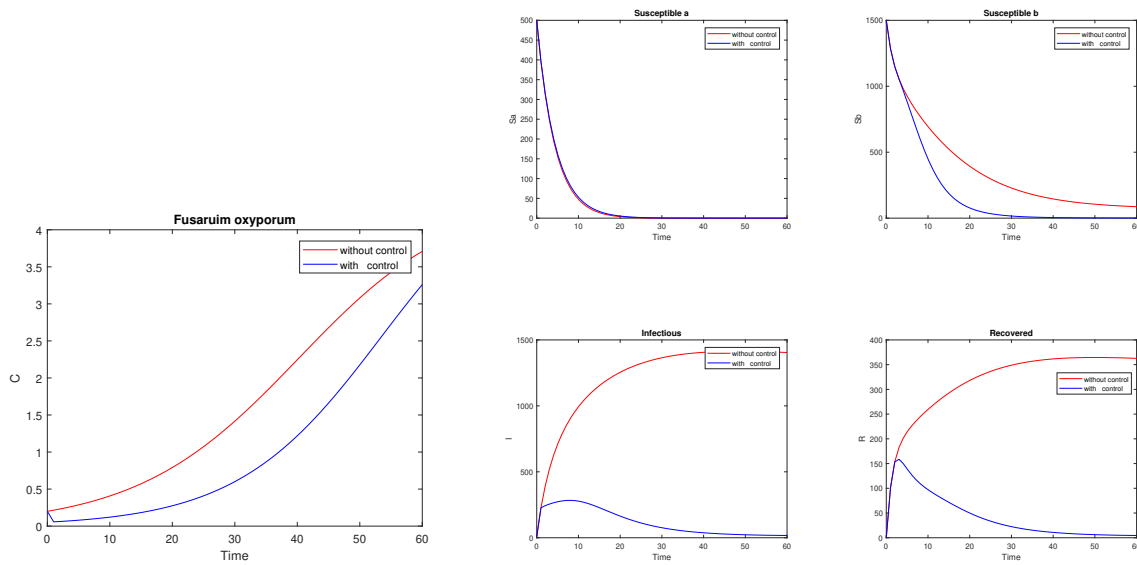 Fusaruim oxyporum
4
3.5
3
2.5
2
1.5
1
0.5
0
C
0 10 20 30 40 50 60
Time
without control
with control
Susceptible a
500
450
400
350
300
250
200
150
100
50
0
Sa
0 10 20 30 40 50 60
Time
without control
with control
Susceptible b
1500
1000
500
0
Sb
0 10 20 30 40 50 60
Time
without control
with control
Infectious
1500
1000
500
0
I
0 10 20 30 40 50 60
Time
without control
with control
Recovered
400
350
300
250
200
150
100
50
0
R
0 10 20 30 40 50 60
Time
without control
with control